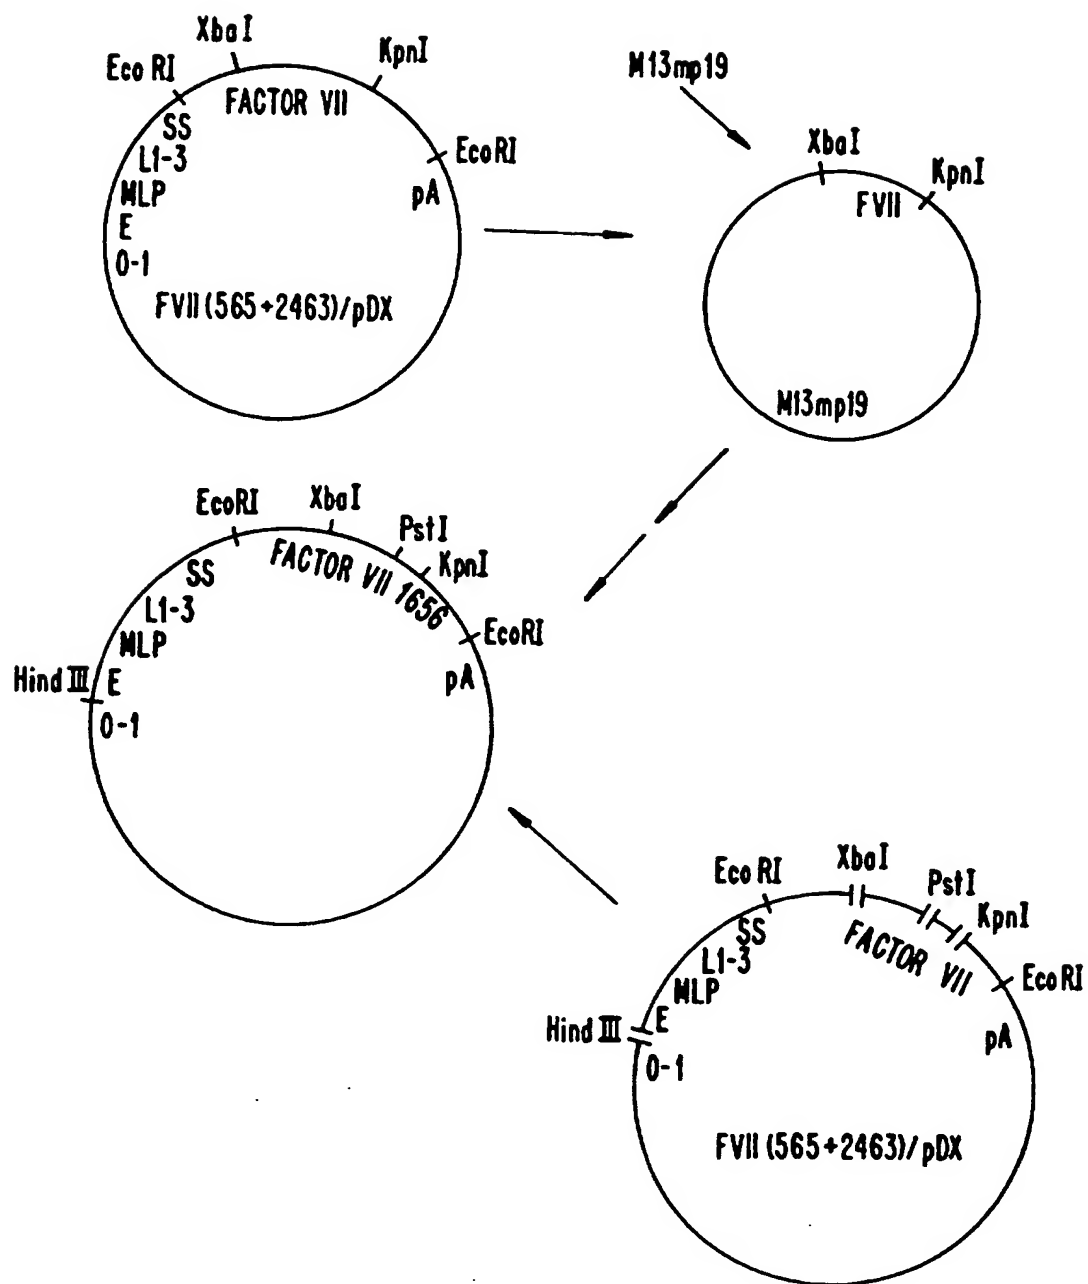 XbaI
KpnI
Eco RI
FACTOR VII
SS
EcoRI
L1-3
MLP
pA
E
0-1
FVII (565+2463)/pDX
M13mp19
XbaI
KpnI
FVII
M13mp19
EcoRI
XbaI
PstI
KpnI
FACTOR VII 1656
SS
L1-3
EcoRI
MLP
Hind III
E
pA
0-1
XbaI
Eco RI
PstI
KpnI
SS
FACTOR VII
L1-3
Eco RI
MLP
Hind III
E
pA
0-1
FVII (565+2463)/pDX